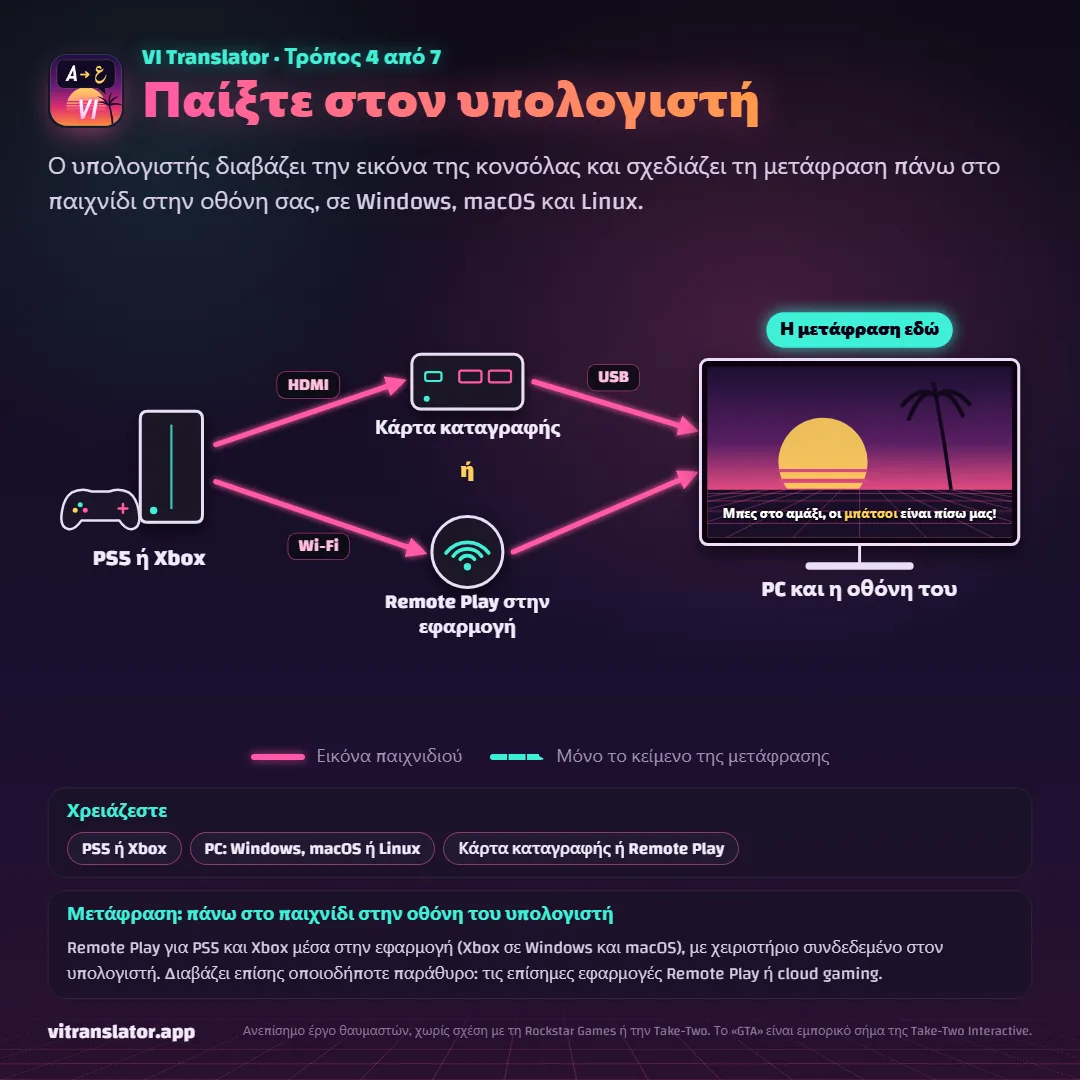 A→ع
VI
VI Translator · Τρόπος 4 από 7
Παίξτε στον υπολογιστή
Ο υπολογιστής διαβάζει την εικόνα της κονσόλας και σχεδιάζει τη μετάφραση πάνω στο
παιχνίδι στην οθόνη σας, σε Windows, macOS και Linux.
Η μετάφραση εδώ
HDMI
USB
Κάρτα καταγραφής
ή
Μπες στο αμάξι, οι μπάτσοι είναι πίσω μας!
Wi-Fi
PS5 ή Xbox
PC και η οθόνη του
Remote Play στην
εφαρμογή
Εικόνα παιχνιδιού
Μόνο το κείμενο της μετάφρασης
Χρειάζεστε
PS5 ή Xbox
PC: Windows, macOS ή Linux
Κάρτα καταγραφής ή Remote Play
Μετάφραση: πάνω στο παιχνίδι στην οθόνη του υπολογιστή
Remote Play για PS5 και Xbox μέσα στην εφαρμογή (Xbox σε Windows και macOS), με χειριστήριο συνδεδεμένο στον
υπολογιστή. Διαβάζει επίσης οποιοδήποτε παράθυρο: τις επίσημες εφαρμογές Remote Play ή cloud gaming.
vitranslator.app
Ανεπίσημο έργο θαυμαστών, χωρίς σχέση με τη Rockstar Games ή την Take-Two. Το «GTA» είναι εμπορικό σήμα της Take-Two Interactive.